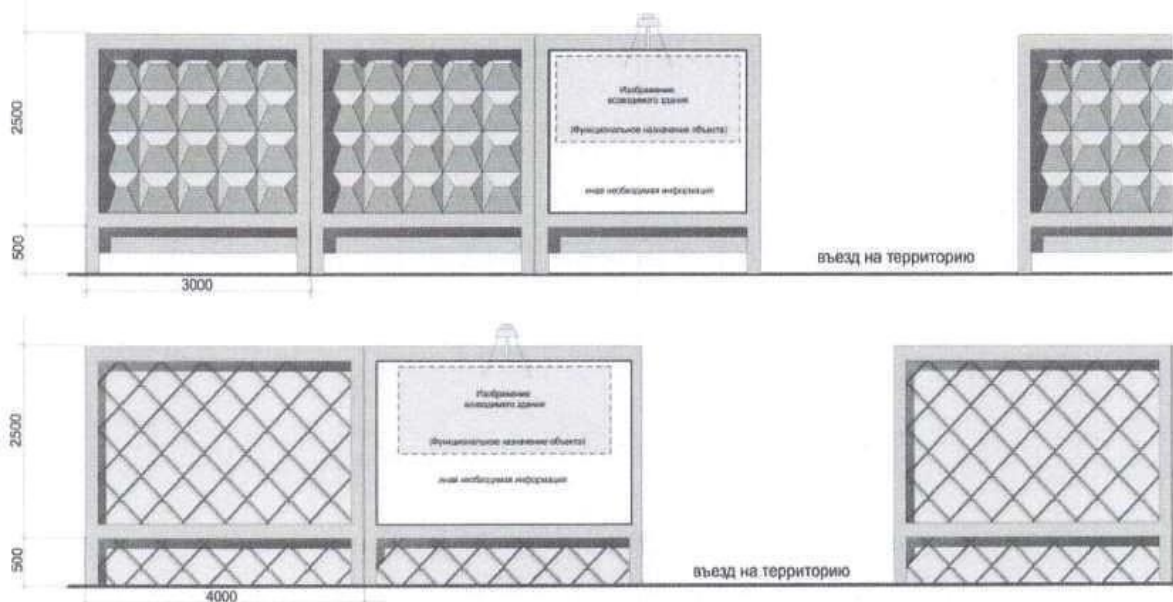 2500
Изображение
возводимого здания
(Функциональное назначение объекта)
иная необходимая информация
500
въезд на территорию
3000
2500
Изображение
возводимого здания
(Функциональное назначение объекта)
иная необходимая информация
500
въезд на территорию
4000